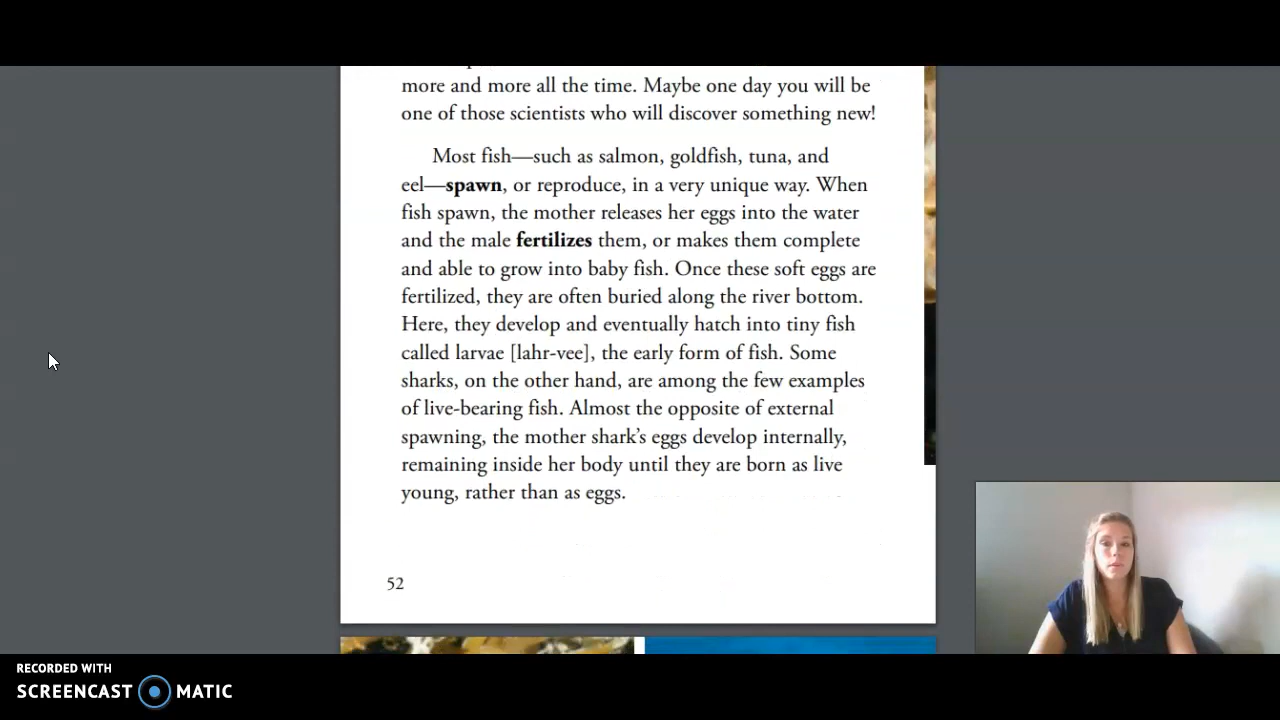 more and more all the time. Maybe one day you will be
one of those scientists who will discover something new!
Most fish—such as salmon, goldfish, tuna, and
eel—spawn, or reproduce, in a very unique way. When
fish spawn, the mother releases her eggs into the water
and the male fertilizes them, or makes them complete
and able to grow into baby fish. Once these soft eggs are
fertilized, they are often buried along the river bottom.
Here, they develop and eventually hatch into tiny fish
called larvae [lahr-vee], the early form of fish. Some
sharks, on the other hand, are among the few examples
of live-bearing fish. Almost the opposite of external
spawning, the mother shark's eggs develop internally,
remaining inside her body until they are born as live
young, rather than as eggs.
52
RECORDED WITH
SCREENCAST MATIC